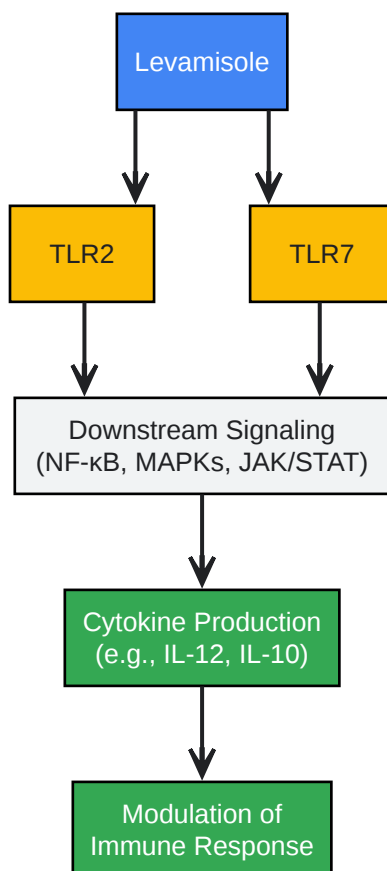 Levamisole
TLR2
TLR7
Downstream Signaling
(NF-κB, MAPKs, JAK/STAT)
Cytokine Production
(e.g., IL-12, IL-10)
Modulation of
Immune Response